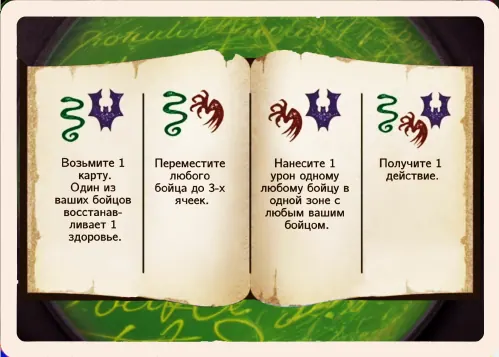 Возьмите 1
карту.
Один из
ваших бойцов
восстанав-
ливает 1
здоровье.
Переместите
любого
бойца до 3-х
ячеек.
Нанесите 1
урон одному
любому бойцу в
одной зоне с
любым вашим
бойцом.
Получите 1
действие.